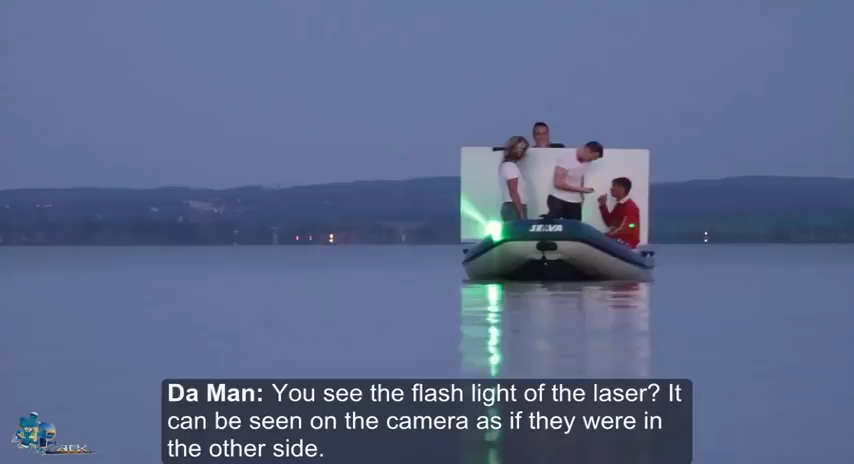 SELVA
Da Man: You see the flash light of the laser? It
can be seen on the camera as if they were in
the other side.